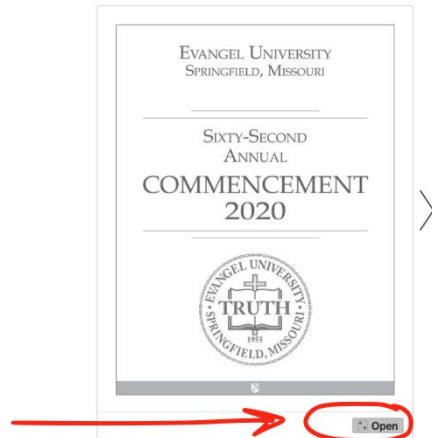 EVANGEL UNIVERSITY
SPRINGFIELD, MISSOURI
SIXTY-SECOND
ANNUAL
COMMENCEMENT
2020
EVANGEL UNIVERSITY
TRUTH
1955
SPRINGFIELD, MISSOURI
Open